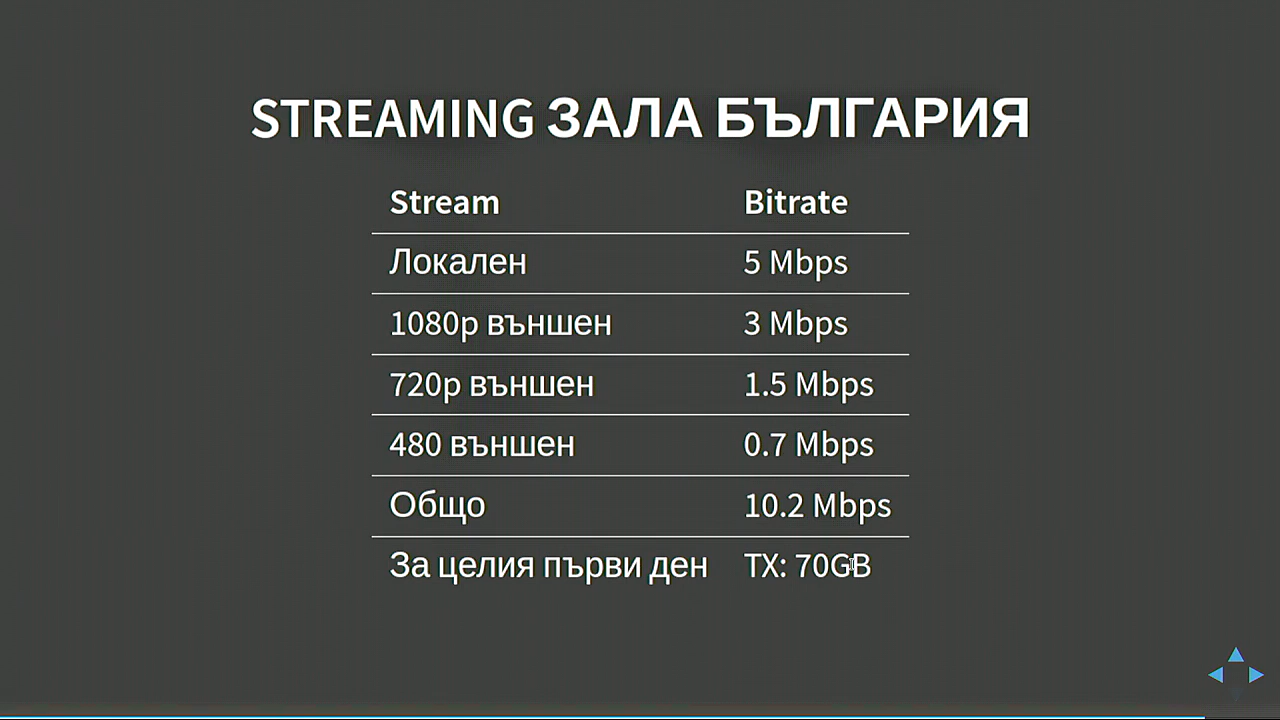 STREAMING ЗАЛА БЪЛГАРИЯ
Stream Bitrate
Локален 5 Mbps
1080p външен 3 Mbps
720p външен 1.5 Mbps
480 външен 0.7 Mbps
Общо 10.2 Mbps
За целия първи ден TX: 70GB